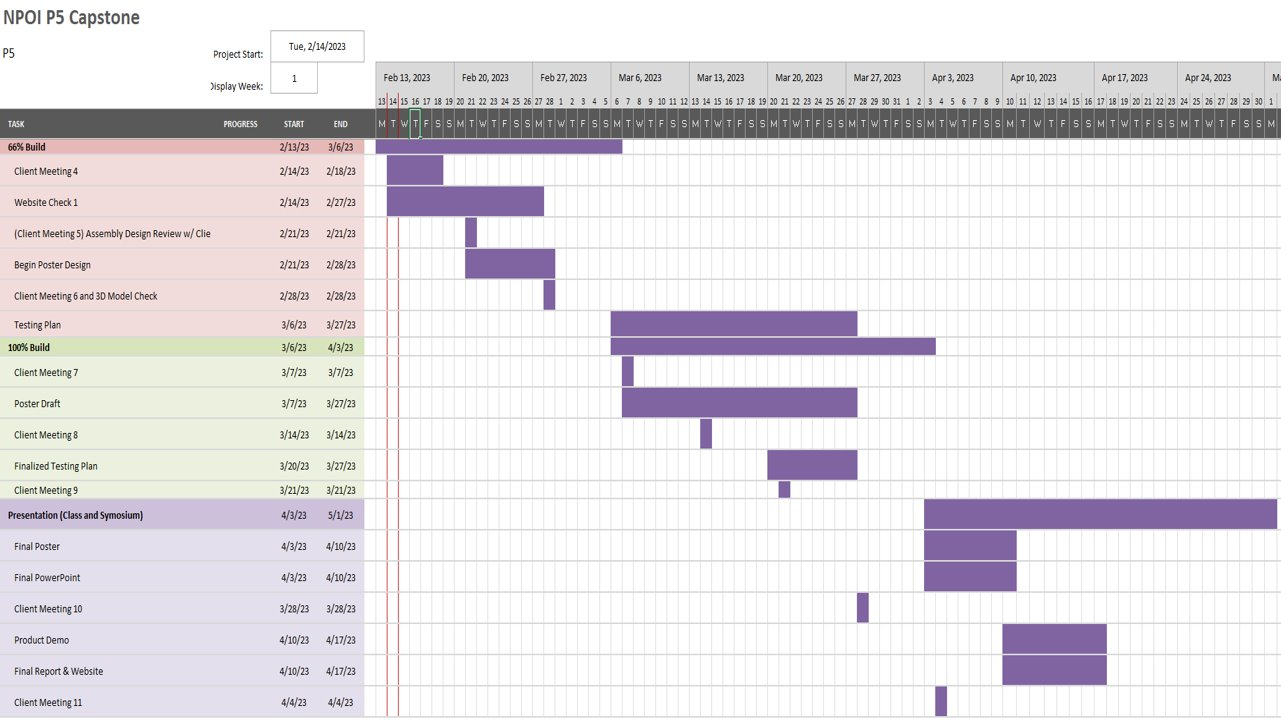 NPOI P5 Capstone
P5
Project Start: Tue, 2/14/2023
Display Week: 1
Feb 13, 2023 Feb 20, 2023 Feb 27, 2023 Mar 6, 2023 Mar 13, 2023 Mar 20, 2023 Mar 27, 2023 Apr 3, 2023 Apr 10, 2023 Apr 17, 2023 Apr 24, 2023
13 14 15 16 17 18 19 20 21 22 23 24 25 26 27 28 1 2 3 4 5 6 7 8 9 10 11 12 13 14 15 16 17 18 19 20 21 22 23 24 25 26 27 28 29 30 31 1 2 3 4 5 6 7 8 9 10 11 12 13 14 15 16 17 18 19 20 21 22 23 24 25 26 27 28 29 30 1
TASK PROGRESS START END M T W T F S S M T W T F S S M T W T F S S M T W T F S S M T W T F S S M T W T F S S M T W T F S S M T W T F S S M T W T F S S M T W T F S S M T W T F S S M
66% Build 2/13/23 3/6/23
Client Meeting 4 2/14/23 2/18/23
Website Check 1 2/14/23 2/27/23
(Client Meeting 5) Assembly Design Review w/ Clie 2/21/23 2/21/23
Begin Poster Design 2/21/23 2/28/23
Client Meeting 6 and 3D Model Check 2/28/23 2/28/23
Testing Plan 3/6/23 3/27/23
100% Build 3/6/23 4/3/23
Client Meeting 7 3/7/23 3/7/23
Poster Draft 3/7/23 3/27/23
Client Meeting 8 3/14/23 3/14/23
Finalized Testing Plan 3/20/23 3/27/23
Client Meeting 9 3/21/23 3/21/23
Presentation (Class and Symosium) 4/3/23 5/1/23
Final Poster 4/3/23 4/10/23
Final PowerPoint 4/3/23 4/10/23
Client Meeting 10 3/28/23 3/28/23
Product Demo 4/10/23 4/17/23
Final Report & Website 4/10/23 4/17/23
Client Meeting 11 4/4/23 4/4/23